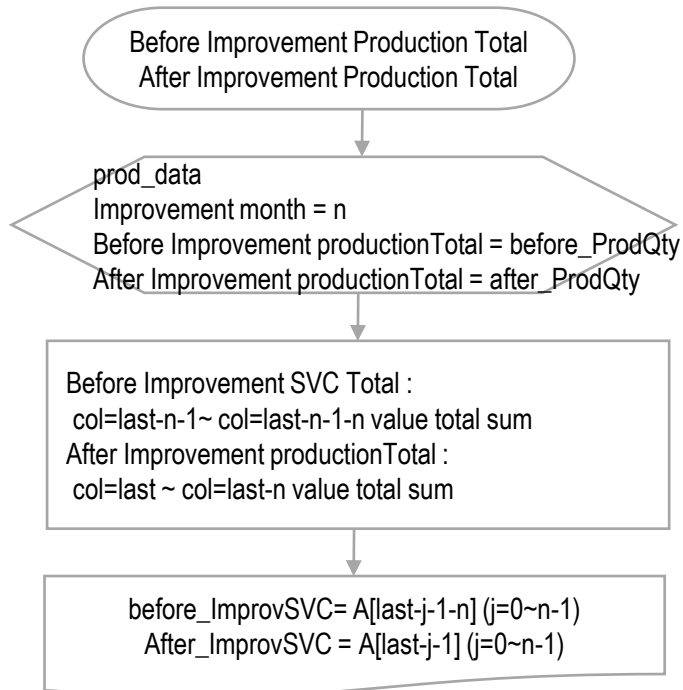 Before Improvement Production Total
After Improvement Production Total
prod_data
Improvement month = n
Before Improvement productionTotal = before_ProdQty
After Improvement productionTotal = after_ProdQty
Before Improvement SVC Total :
col=last-n-1~ col=last-n-1-n value total sum
After Improvement productionTotal :
col=last ~ col=last-n value total sum
before_ImprovSVC= A[last-j-1-n] (j=0~n-1)
After_ImprovSVC = A[last-j-1] (j=0~n-1)